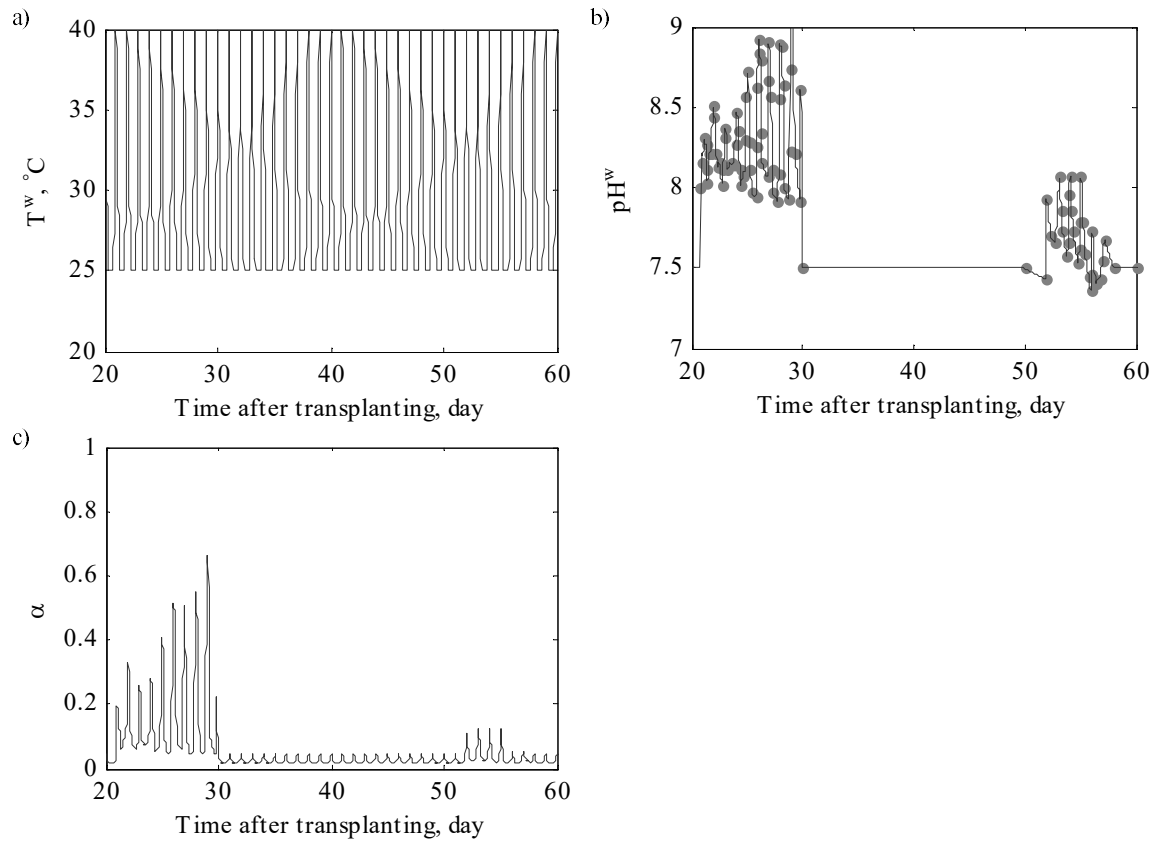 a)
40
35
30
25
20
T^w, °C
20 30 40 50 60
Time after transplanting, day
b)
9
8.5
8
7.5
7
pH^w
20 30 40 50 60
Time after transplanting, day
c)
1
0.8
0.6
0.4
0.2
0
α
20 30 40 50 60
Time after transplanting, day